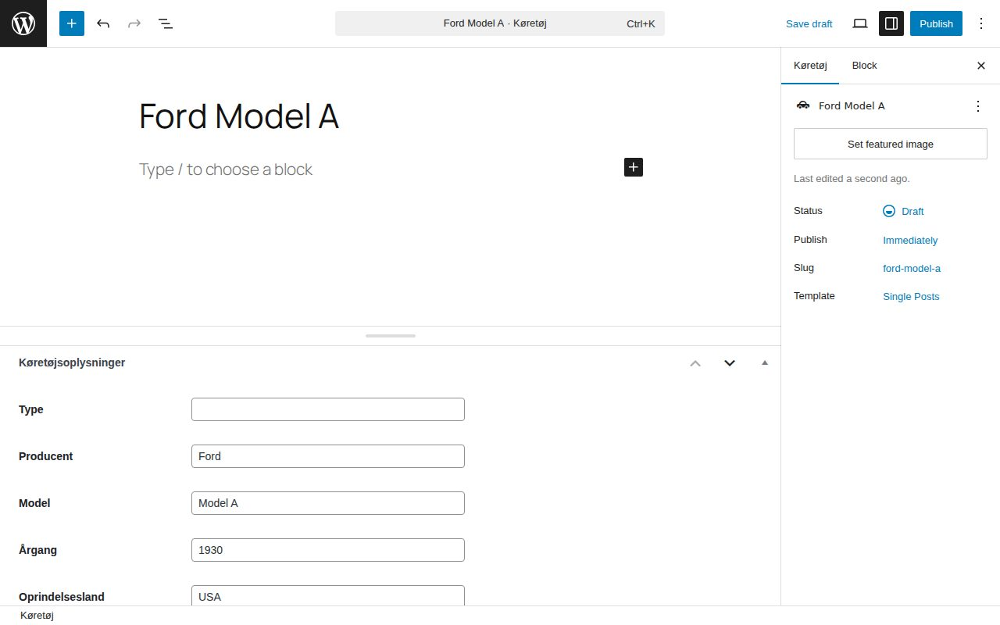 Ford Model A · Køretøj
Ctrl+K
Save draft
Publish
Ford Model A
Type / to choose a block
Køretøj
Block
Ford Model A
Set featured image
Last edited a second ago.
Status
Draft
Publish
Immediately
Slug
ford-model-a
Template
Single Posts
Køretøjsoplysninger
Type
Producent
Ford
Model
Model A
Årgang
1930
Oprindelsesland
USA
Køretøj